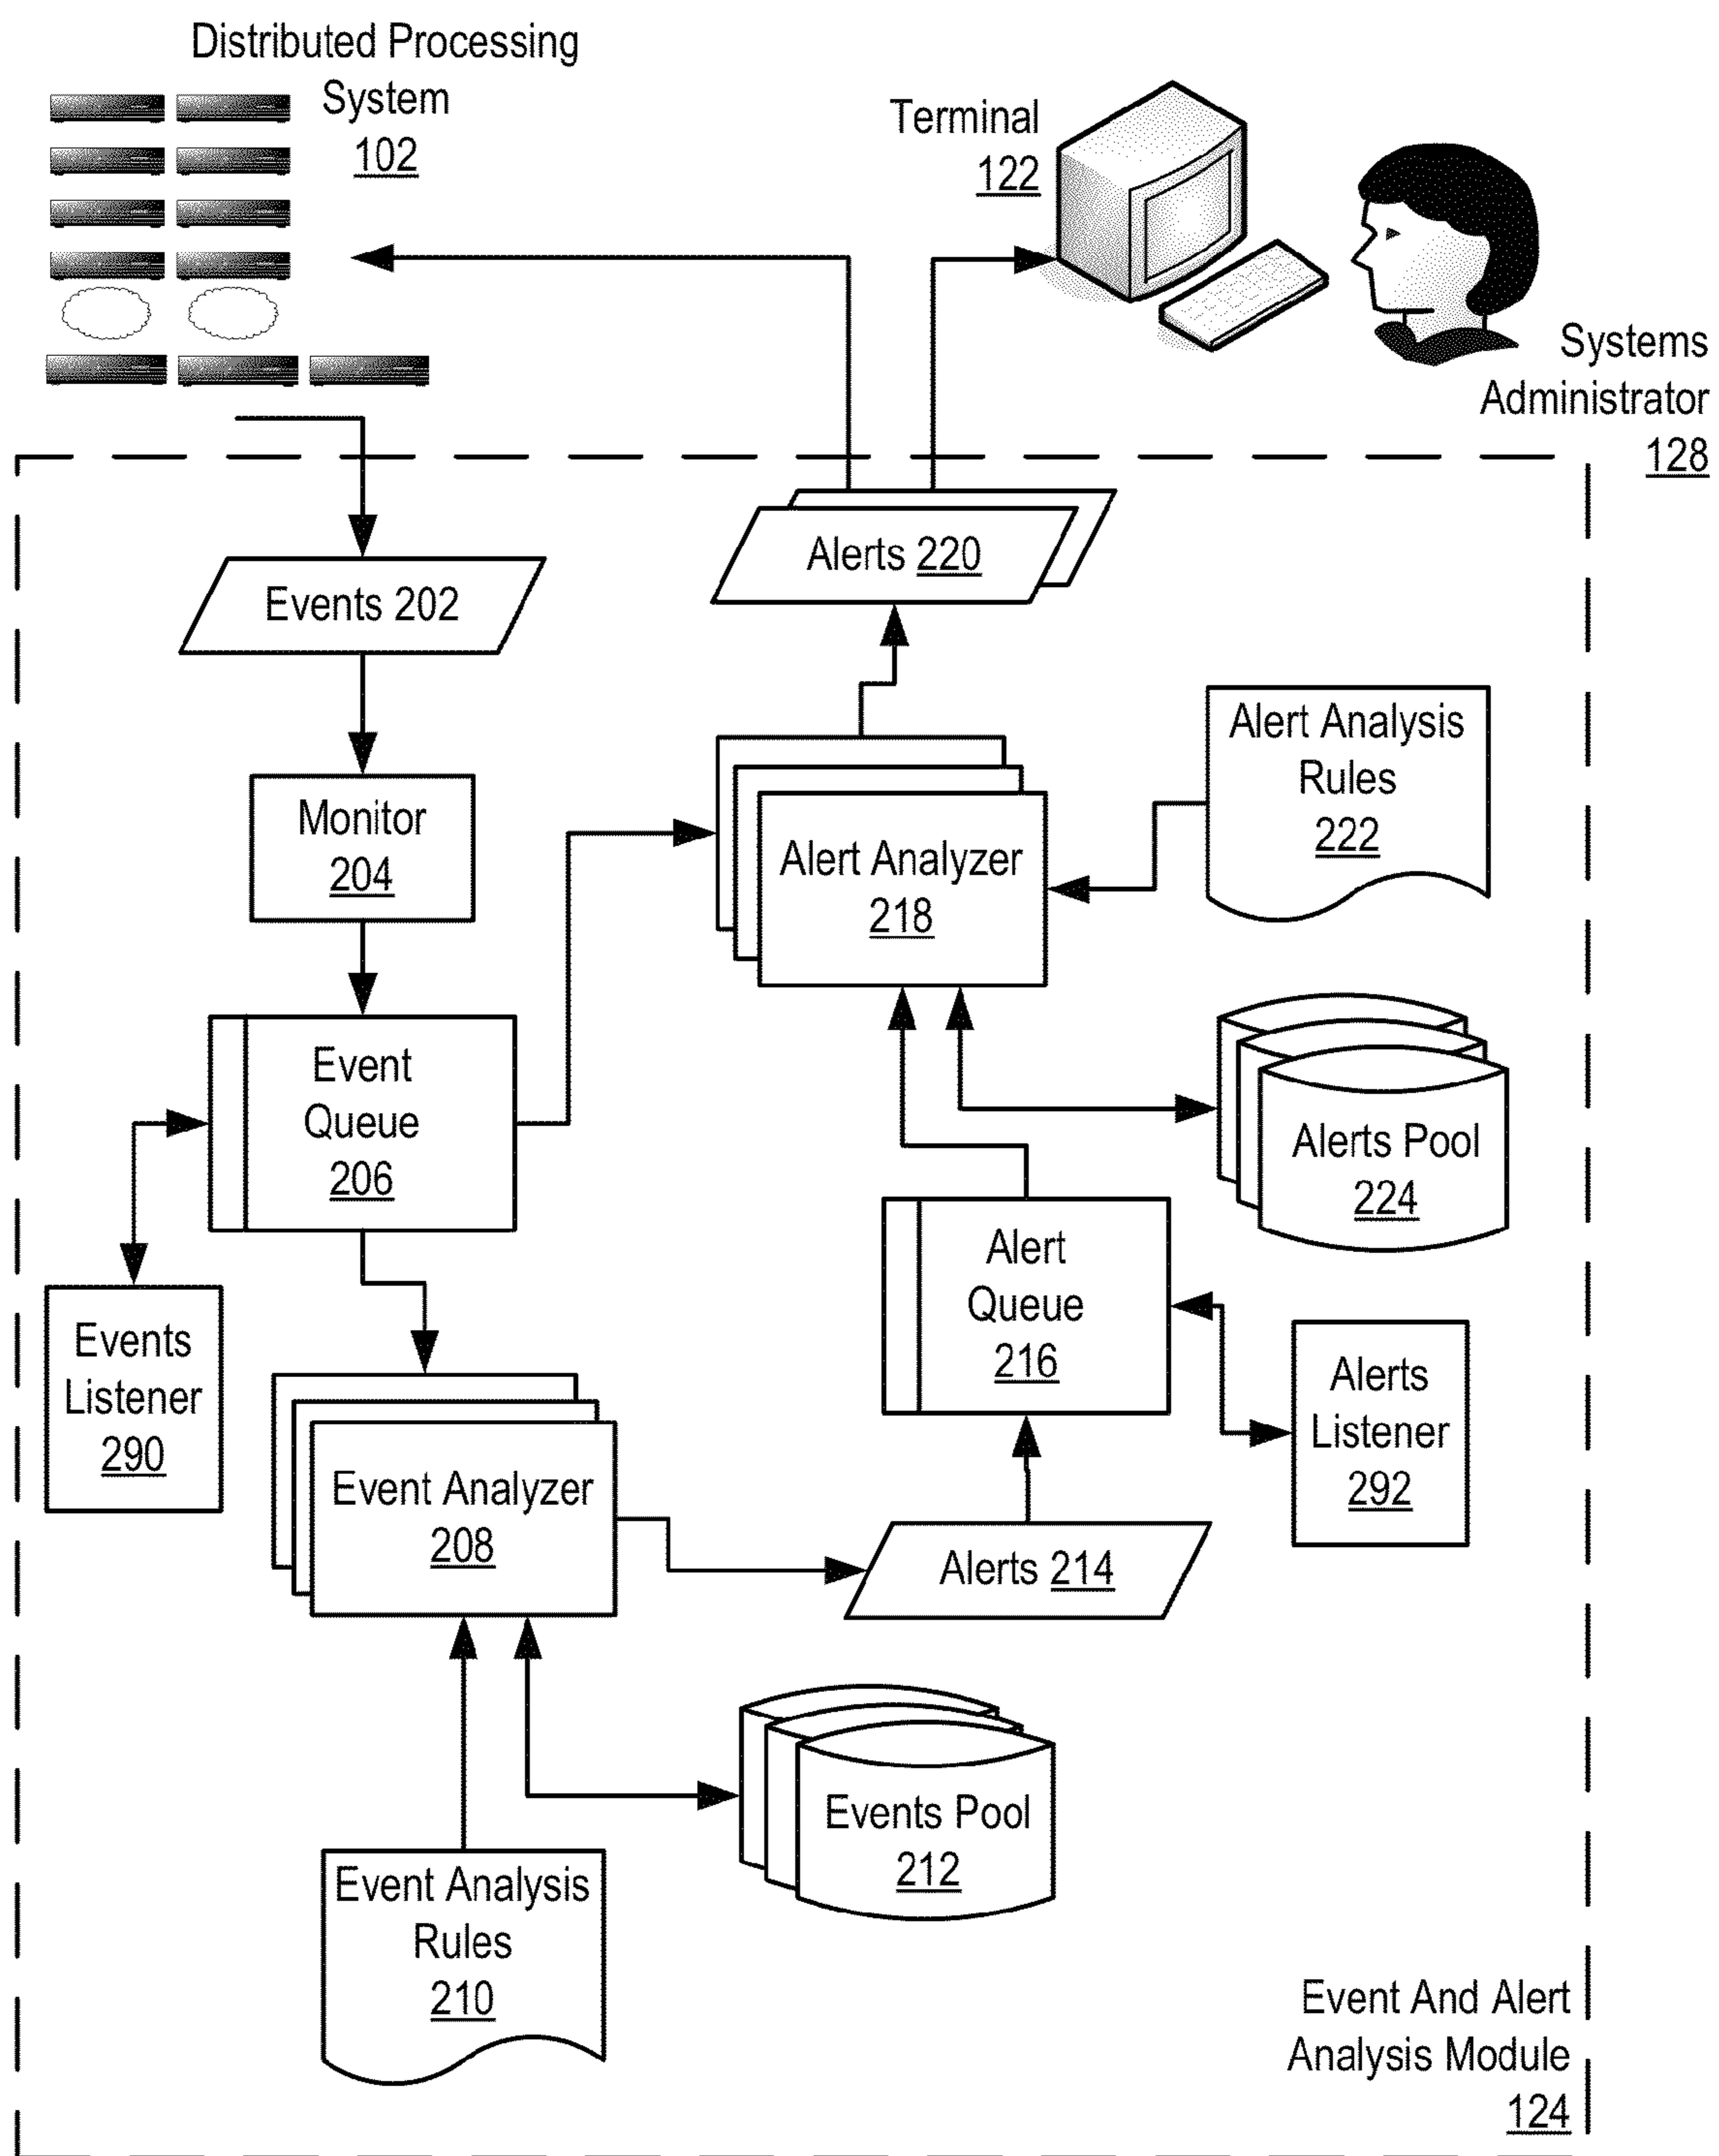 Distributed Processing
System
102
Terminal
122
Systems
Administrator
128
Alerts 220
Events 202
Alert Analysis
Rules
222
Monitor
204
Alert Analyzer
218
Event
Queue
206
Alerts Pool
224
Alert
Queue
216
Events
Listener
290
Alerts
Listener
292
Event Analyzer
208
Alerts 214
Events Pool
212
Event Analysis
Rules
210
Event And Alert
Analysis Module
124